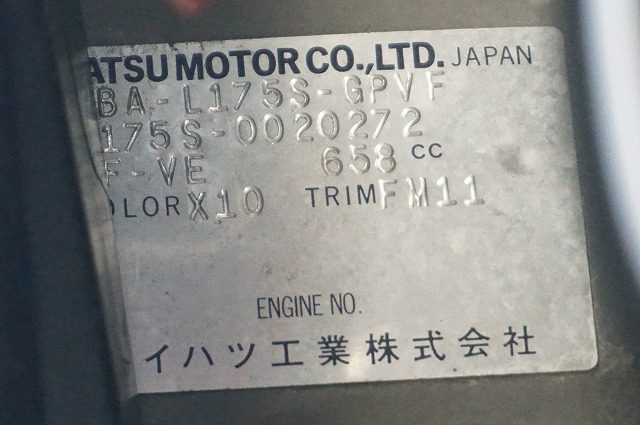 ATSU MOTOR CO.,LTD. JAPAN
BA-L175S-GPVF
175S-0020272
F-VE 658 CC
OLOR X10 TRIM FM11
ENGINE NO.
イハツ工業株式会社